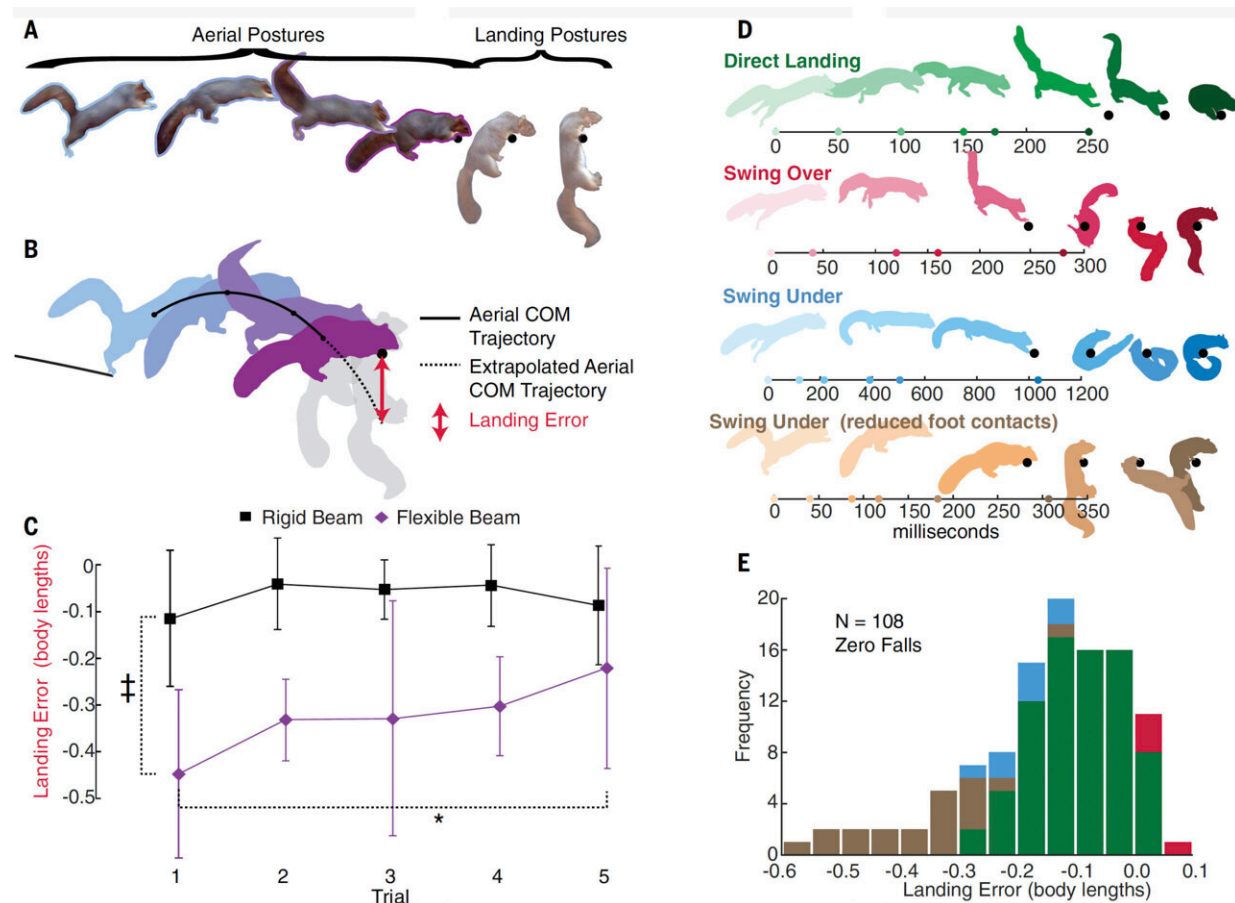 A
Aerial Postures
Landing Postures
B
Aerial COM
Trajectory
Extrapolated Aerial
COM Trajectory
Landing Error
C
Rigid Beam
Flexible Beam
Landing Error (body lengths)
0
-0.1
-0.2
-0.3
-0.4
-0.5
‡
*
1 2 3 4 5
Trial
D
Direct Landing
0 50 100 150 200 250
Swing Over
0 50 100 150 200 250 300
Swing Under
0 200 400 600 800 1000 1200
Swing Under (reduced foot contacts)
0 50 100 150 200 250 300 350
milliseconds
E
N = 108
Zero Falls
Frequency
20
16
12
8
4
0
-0.6 -0.5 -0.4 -0.3 -0.2 -0.1 0.0 0.1
Landing Error (body lengths)